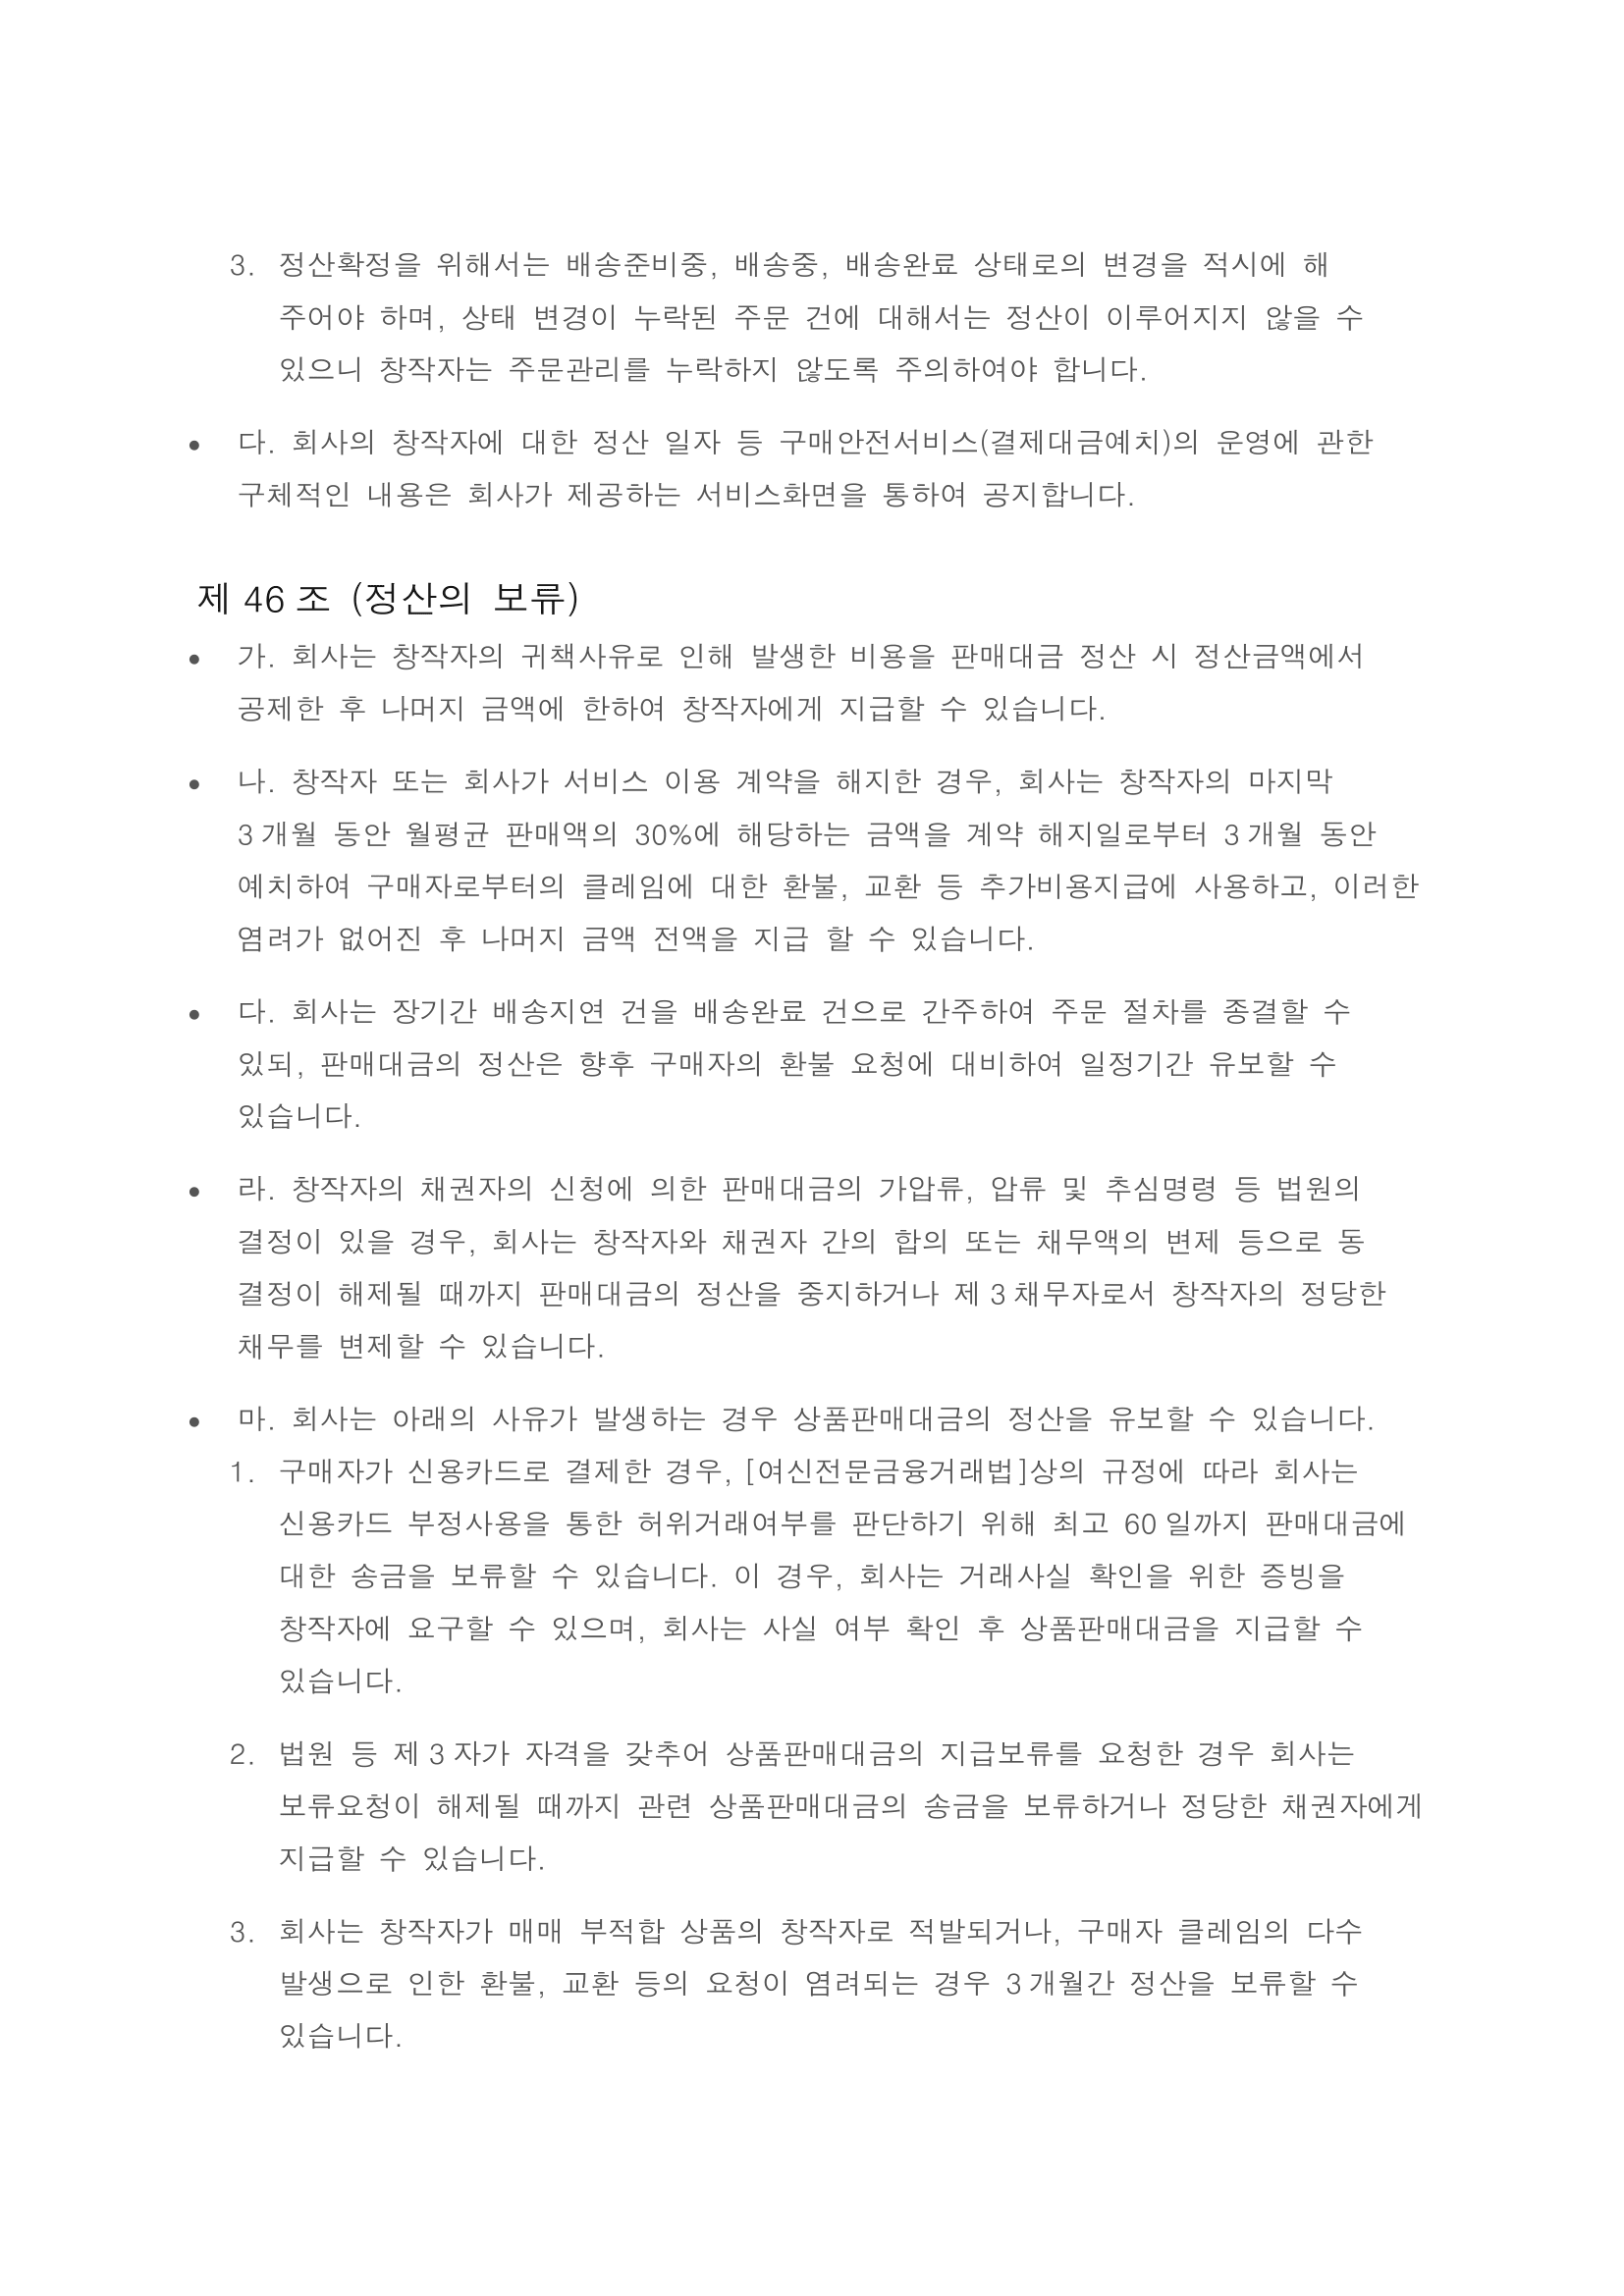 3. 정산확정을 위해서는 배송준비중, 배송중, 배송완료 상태로의 변경을 적시에 해
주어야 하며, 상태 변경이 누락된 주문 건에 대해서는 정산이 이루어지지 않을 수
있으니 창작자는 주문관리를 누락하지 않도록 주의하여야 합니다.
● 다. 회사의 창작자에 대한 정산 일자 등 구매안전서비스(결제대금예치)의 운영에 관한
구체적인 내용은 회사가 제공하는 서비스화면을 통하여 공지합니다.
제 46 조 (정산의 보류)
● 가. 회사는 창작자의 귀책사유로 인해 발생한 비용을 판매대금 정산 시 정산금액에서
공제한 후 나머지 금액에 한하여 창작자에게 지급할 수 있습니다.
● 나. 창작자 또는 회사가 서비스 이용 계약을 해지한 경우, 회사는 창작자의 마지막
3 개월 동안 월평균 판매액의 30%에 해당하는 금액을 계약 해지일로부터 3 개월 동안
예치하여 구매자로부터의 클레임에 대한 환불, 교환 등 추가비용지급에 사용하고, 이러한
염려가 없어진 후 나머지 금액 전액을 지급 할 수 있습니다.
● 다. 회사는 장기간 배송지연 건을 배송완료 건으로 간주하여 주문 절차를 종결할 수
있되, 판매대금의 정산은 향후 구매자의 환불 요청에 대비하여 일정기간 유보할 수
있습니다.
● 라. 창작자의 채권자의 신청에 의한 판매대금의 가압류, 압류 및 추심명령 등 법원의
결정이 있을 경우, 회사는 창작자와 채권자 간의 합의 또는 채무액의 변제 등으로 동
결정이 해제될 때까지 판매대금의 정산을 중지하거나 제 3 채무자로서 창작자의 정당한
채무를 변제할 수 있습니다.
● 마. 회사는 아래의 사유가 발생하는 경우 상품판매대금의 정산을 유보할 수 있습니다.
1. 구매자가 신용카드로 결제한 경우, [여신전문금융거래법]상의 규정에 따라 회사는
신용카드 부정사용을 통한 허위거래여부를 판단하기 위해 최고 60 일까지 판매대금에
대한 송금을 보류할 수 있습니다. 이 경우, 회사는 거래사실 확인을 위한 증빙을
창작자에 요구할 수 있으며, 회사는 사실 여부 확인 후 상품판매대금을 지급할 수
있습니다.
2. 법원 등 제 3 자가 자격을 갖추어 상품판매대금의 지급보류를 요청한 경우 회사는
보류요청이 해제될 때까지 관련 상품판매대금의 송금을 보류하거나 정당한 채권자에게
지급할 수 있습니다.
3. 회사는 창작자가 매매 부적합 상품의 창작자로 적발되거나, 구매자 클레임의 다수
발생으로 인한 환불, 교환 등의 요청이 염려되는 경우 3 개월간 정산을 보류할 수
있습니다.